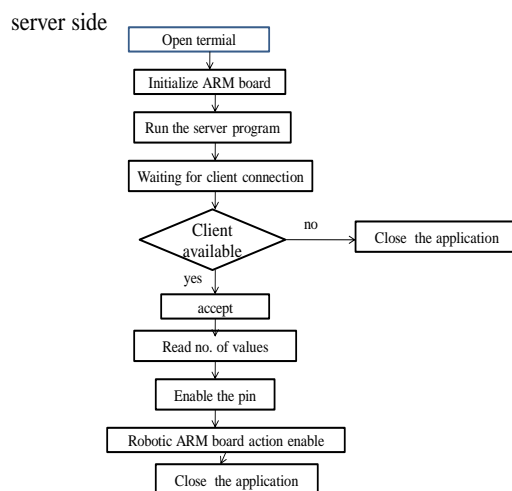 server side
Open termial
Initialize ARM board
Run the server program
Waiting for client connection
Client
available
no
Close the application
yes
accept
Read no. of values
Enable the pin
Robotic ARM board action enable
Close the application